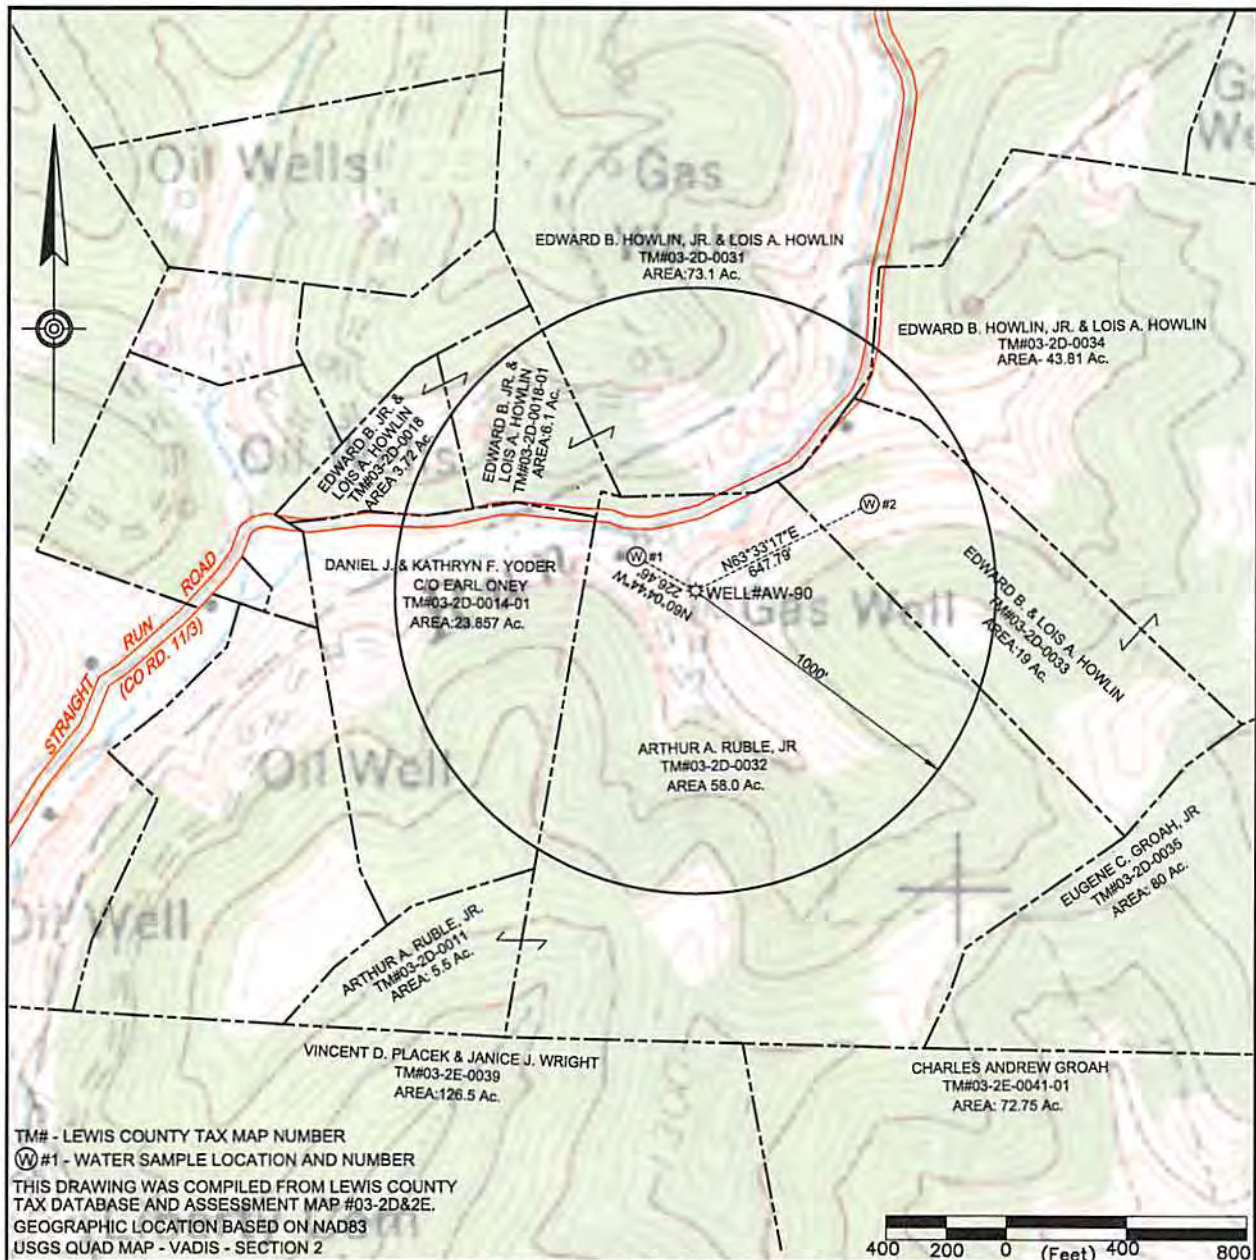 Oil Wells
Gas
Wells
EDWARD B. HOWLIN, JR. & LOIS A. HOWLIN
TM#03-2D-0031
AREA:73.1 Ac.
EDWARD B. HOWLIN, JR. & LOIS A. HOWLIN
TM#03-2D-0034
AREA- 43.81 Ac.
EDWARD B. JR. &
LOIS A. HOWLIN
TM#03-2D-0018
AREA 3.72 Ac.
EDWARD B. JR. &
LOIS A. HOWLIN
TM#03-2D-0018-01
AREA:6.1 Ac.
W #2
W #1
N63°33'17"E
647.79'
N60°04'44"W
226.46'
WELL#AW-90
Gas Well
1000'
DANIEL J. & KATHRYN F. YODER
C/O EARL ONEY
TM#03-2D-0014-01
AREA:23.857 Ac.
EDWARD B. & LOIS A. HOWLIN
TM#03-2D-0033
AREA:19 Ac.
STRAIGHT RUN ROAD
(CO RD. 11/3)
1000
Oil Well
ARTHUR A. RUBLE, JR
TM#03-2D-0032
AREA 58.0 Ac.
EUGENE C. GROAH, JR
TM#03-2D-0035
AREA: 80 Ac.
Oil Well
ARTHUR A. RUBLE, JR.
TM#03-2D-0011
AREA: 5.5 Ac.
VINCENT D. PLACEK & JANICE J. WRIGHT
TM#03-2E-0039
AREA:126.5 Ac.
CHARLES ANDREW GROAH
TM#03-2E-0041-01
AREA: 72.75 Ac.
TM# - LEWIS COUNTY TAX MAP NUMBER
W #1 - WATER SAMPLE LOCATION AND NUMBER
THIS DRAWING WAS COMPILED FROM LEWIS COUNTY
TAX DATABASE AND ASSESSMENT MAP #03-2D&2E.
GEOGRAPHIC LOCATION BASED ON NAD83
USGS QUAD MAP - VADIS - SECTION 2
400 200 0 (Feet) 400 800